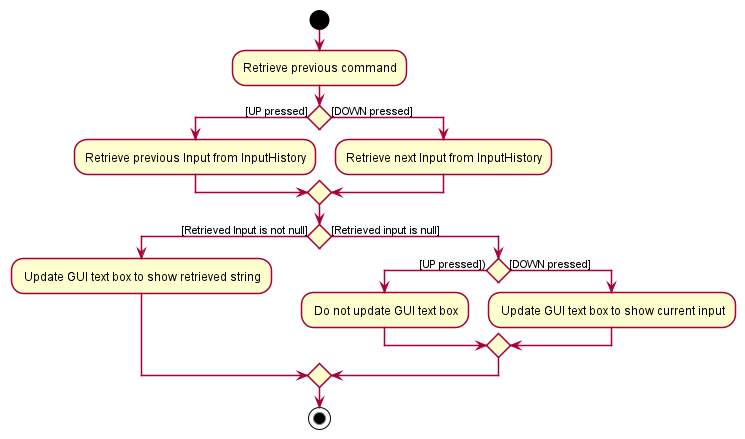 Retrieve previous command
[UP pressed]
[DOWN pressed]
Retrieve previous Input from InputHistory
Retrieve next Input from InputHistory
[Retrieved Input is not null]
[Retrieved input is null]
Update GUI text box to show retrieved string
[UP pressed])
[DOWN pressed]
Do not update GUI text box
Update GUI text box to show current input